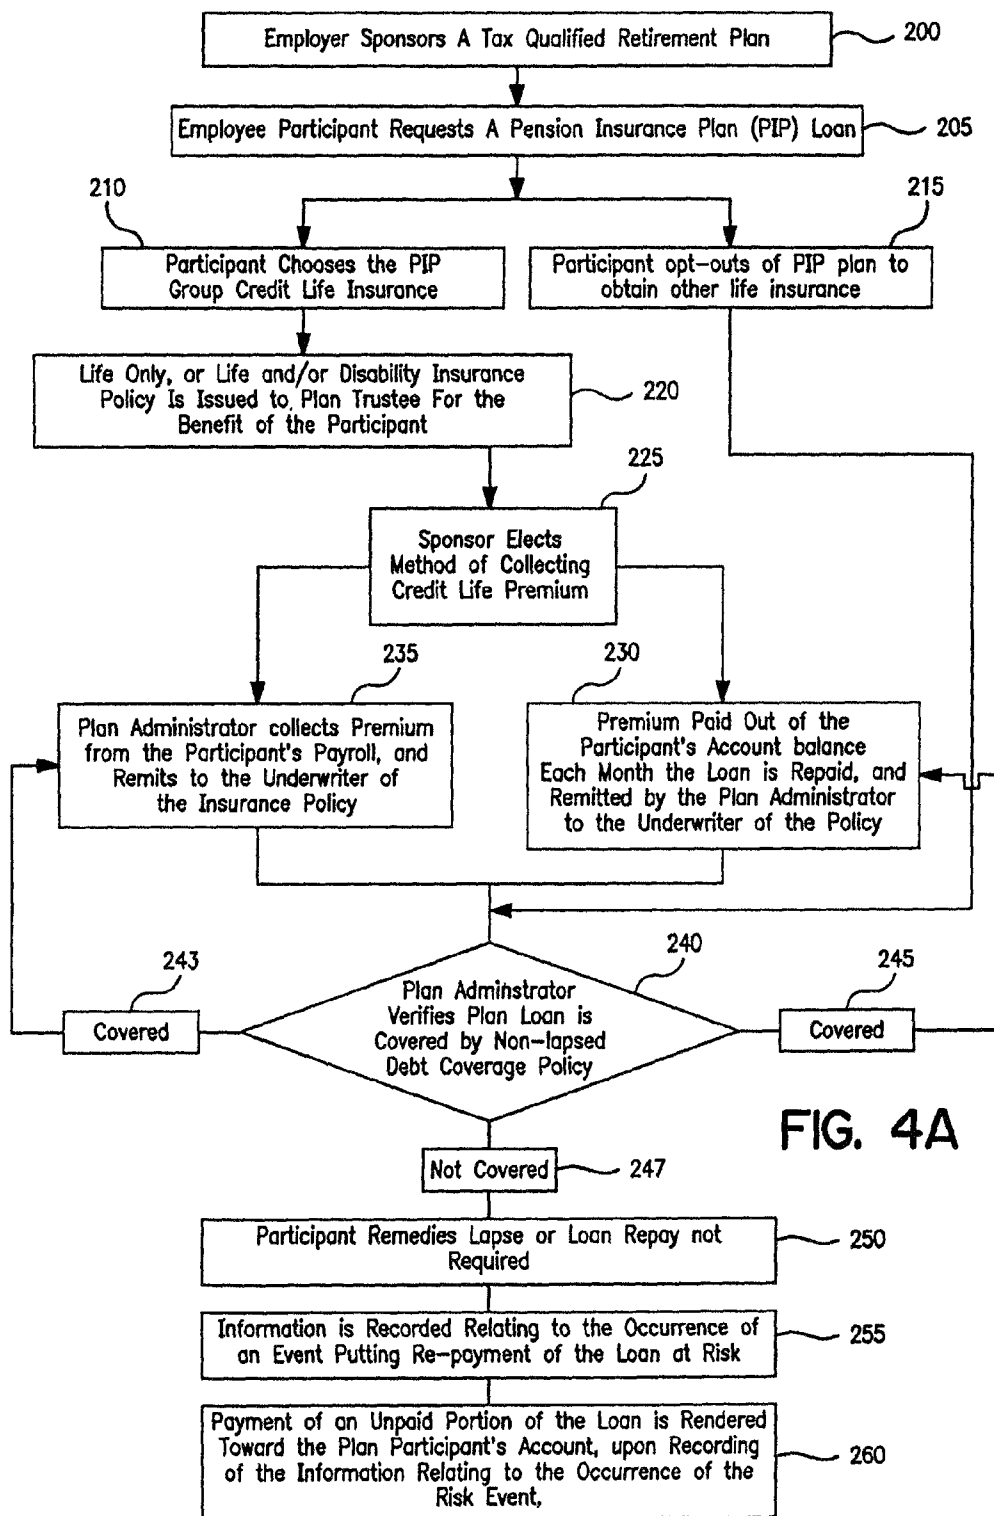 Employer Sponsors A Tax Qualified Retirement Plan
200
Employee Participant Requests A Pension Insurance Plan (PIP) Loan
205
210
215
Participant Chooses the PIP
Group Credit Life Insurance
Participant opt-outs of PIP plan to
obtain other life insurance
Life Only, or Life and/or Disability Insurance
Policy Is Issued to. Plan Trustee For the
Benefit of the Participant
220
225
Sponsor Elects
Method of Collecting
Credit Life Premium
235
230
Plan Administrator collects Premium
from the Participant's Payroll, and
Remits to the Underwriter of
the Insurance Policy
Premium Paid Out of the
Participant's Account balance
Each Month the Loan is Repaid, and
Remitted by the Plan Administrator
to the Underwriter of the Policy
243
240
245
Covered
Plan Adminstrator
Verifies Plan Loan is
Covered by Non-lapsed
Debt Coverage Policy
Covered
FIG. 4A
Not Covered
247
Participant Remedies Lapse or Loan Repay not
Required
250
Information is Recorded Relating to the Occurrence of
an Event Putting Re-payment of the Loan at Risk
255
Payment of an Unpaid Portion of the Loan is Rendered
Toward the Plan Participant's Account, upon Recording
of the Information Relating to the Occurrence of the
Risk Event,
260